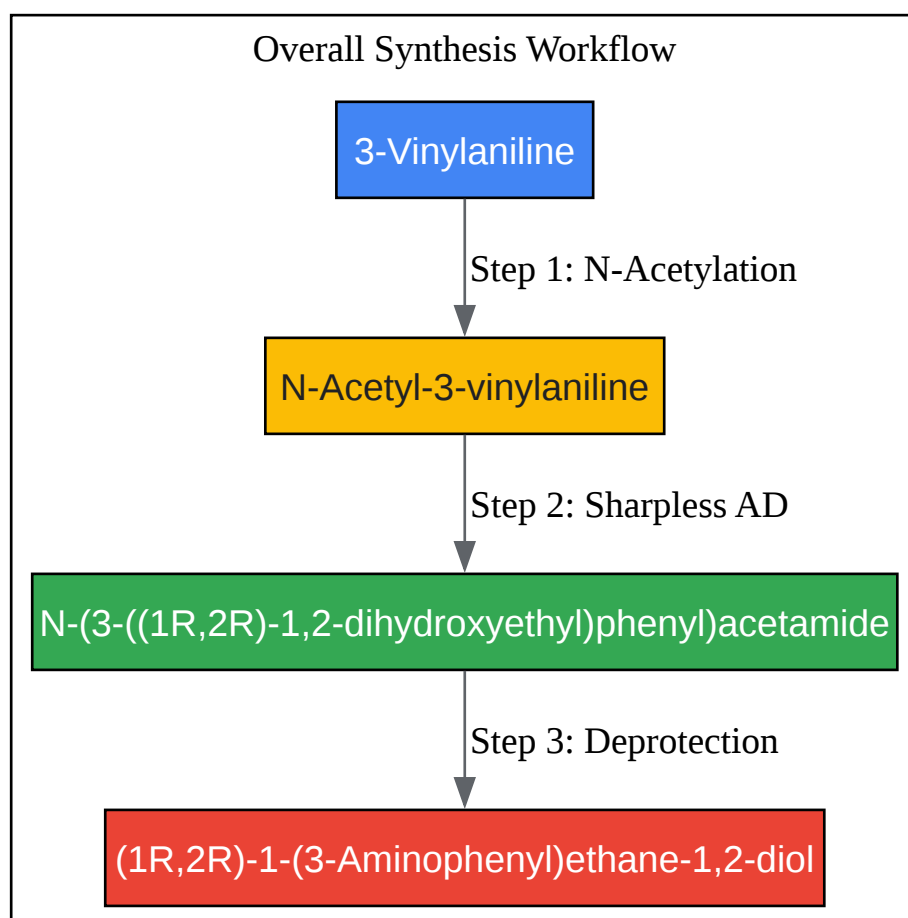 Overall Synthesis Workflow
3-Vinylaniline
Step 1: N-Acetylation
N-Acetyl-3-vinylaniline
Step 2: Sharpless AD
N-(3-((1R,2R)-1,2-dihydroxyethyl)phenyl)acetamide
Step 3: Deprotection
(1R,2R)-1-(3-Aminophenyl)ethane-1,2-diol